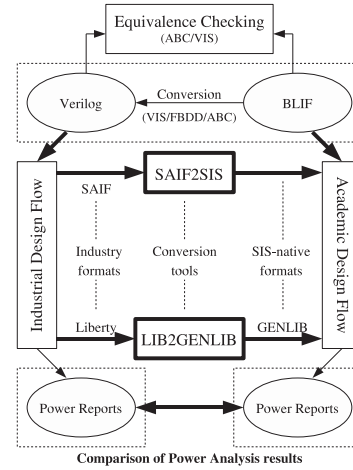 Equivalence Checking
(ABC/VIS)
Verilog
Conversion
(VIS/FBDD/ABC)
BLIF
Industrial Design Flow
SAIF
SAIF2SIS
Academic Design Flow
Industry
formats
Conversion
tools
SIS-native
formats
Liberty
LIB2GENLIB
GENLIB
Power Reports
Power Reports
Comparison of Power Analysis results